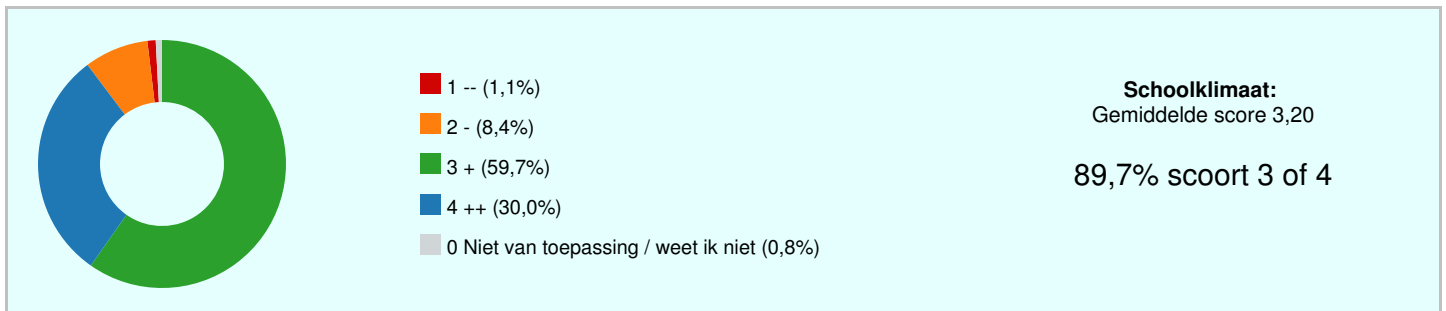 1 -- (1,1%)
2 - (8,4%)
3 + (59,7%)
4 ++ (30,0%)
0 Niet van toepassing / weet ik niet (0,8%)
Schoolklimaat:
Gemiddelde score 3,20
89,7% scoort 3 of 4